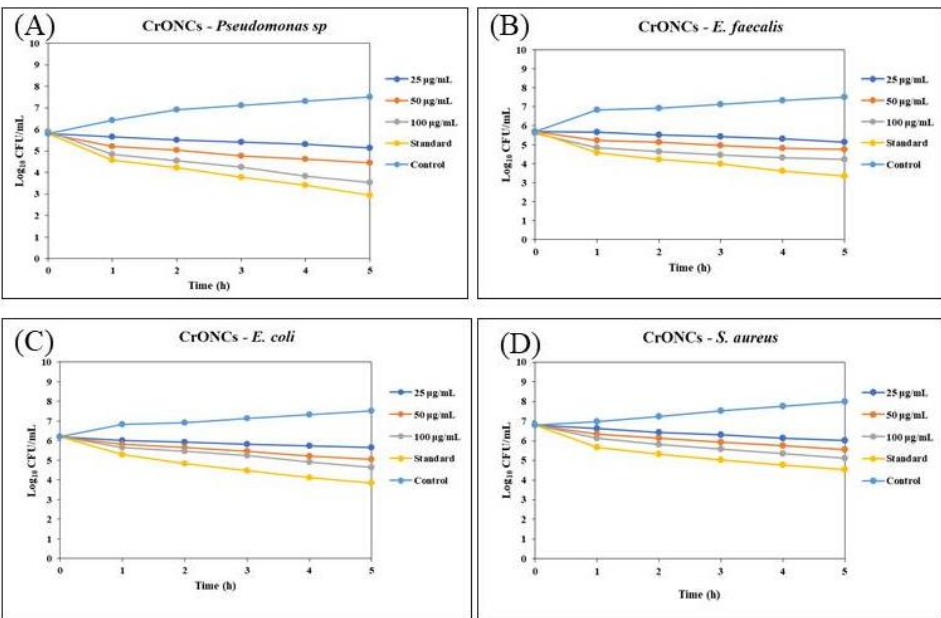 (A)
CrONCs - Pseudomonas sp
10
9
8
7
6
5
4
3
2
1
0
Log10 CFU/mL
0 1 2 3 4 5
Time (h)
25 µg/mL
50 µg/mL
100 µg/mL
Standard
Control
(B)
CrONCs - E. faecalis
10
9
8
7
6
5
4
3
2
1
0
Log10 CFU/mL
0 1 2 3 4 5
Time (h)
25 µg/mL
50 µg/mL
100 µg/mL
Standard
Control
(C)
CrONCs - E. coli
10
9
8
7
6
5
4
3
2
1
0
Log10 CFU/mL
0 1 2 3 4 5
Time (h)
25 µg/mL
50 µg/mL
100 µg/mL
Standard
Control
(D)
CrONCs - S. aureus
10
9
8
7
6
5
4
3
2
1
0
Log10 CFU/mL
0 1 2 3 4 5
Time (h)
25 µg/mL
50 µg/mL
100 µg/mL
Standard
Control